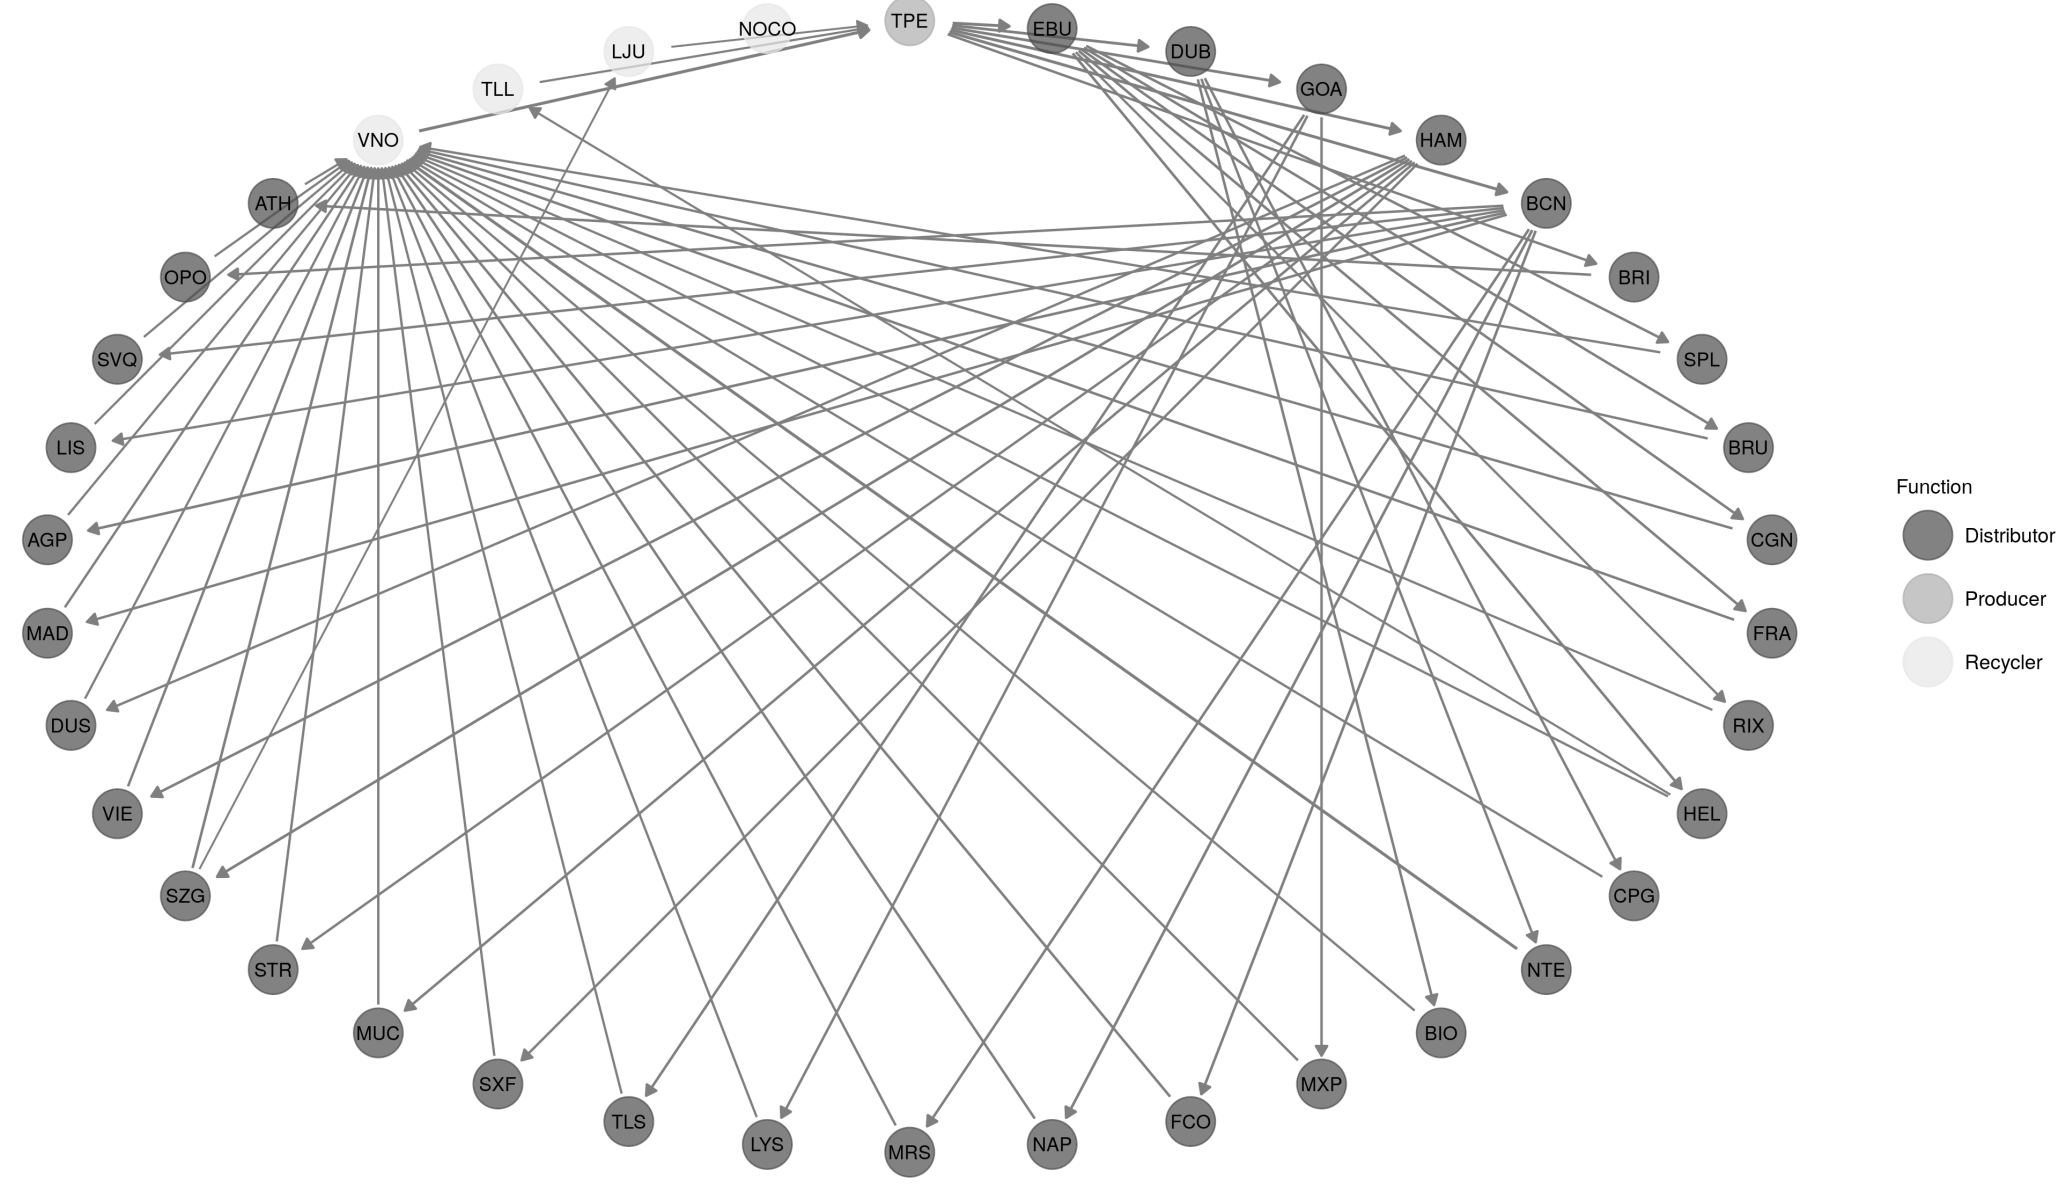 NOCO
TPE
EBU
LJU
DUB
TLL
GOA
VNO
HAM
ATH
BCN
OPO
BRI
SVQ
SPL
LIS
BRU
AGP
CGN
MAD
FRA
DUS
RIX
VIE
HEL
SZG
CPG
STR
NTE
MUC
BIO
SXF
MXP
TLS
FCO
LYS
NAP
MRS
Function
Distributor
Producer
Recycler